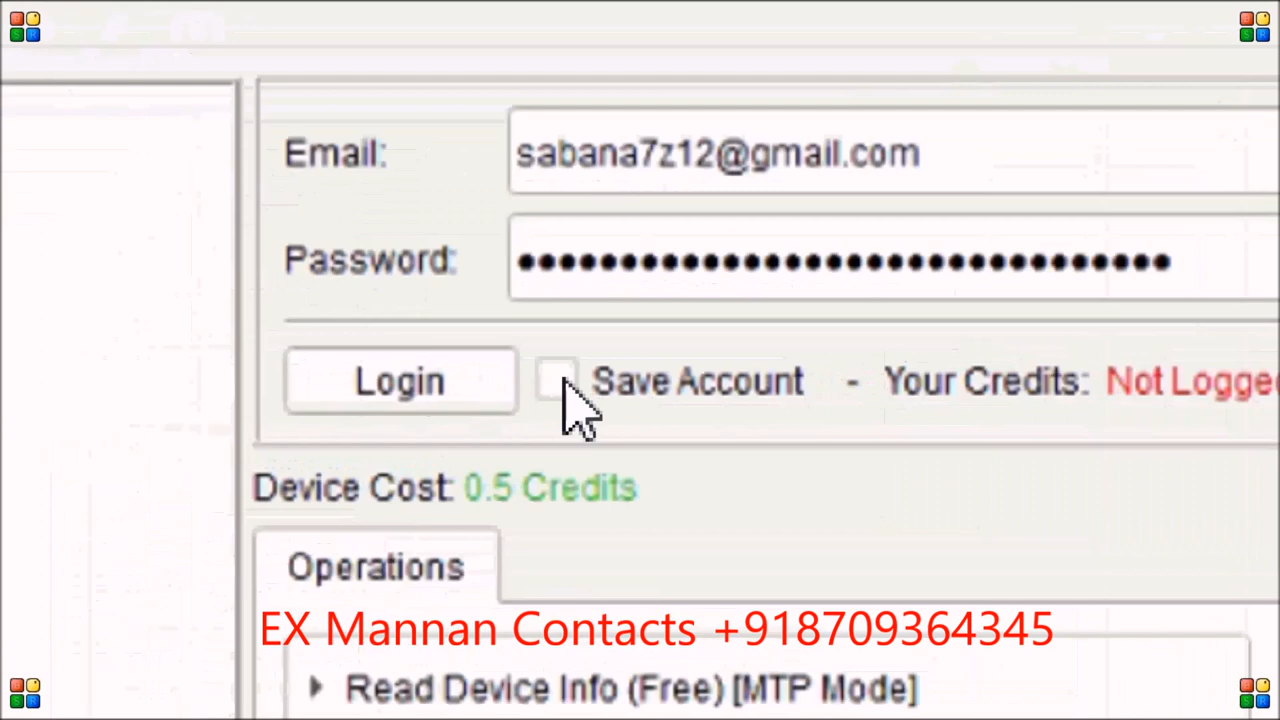 Email: sabana7z12@gmail.com
Password: ••••••••••••••••••••••••••••••••
Login Save Account - Your Credits: Not Logge
Device Cost: 0.5 Credits
Operations
EX Mannan Contacts +918709364345
Read Device Info (Free) [MTP Mode]